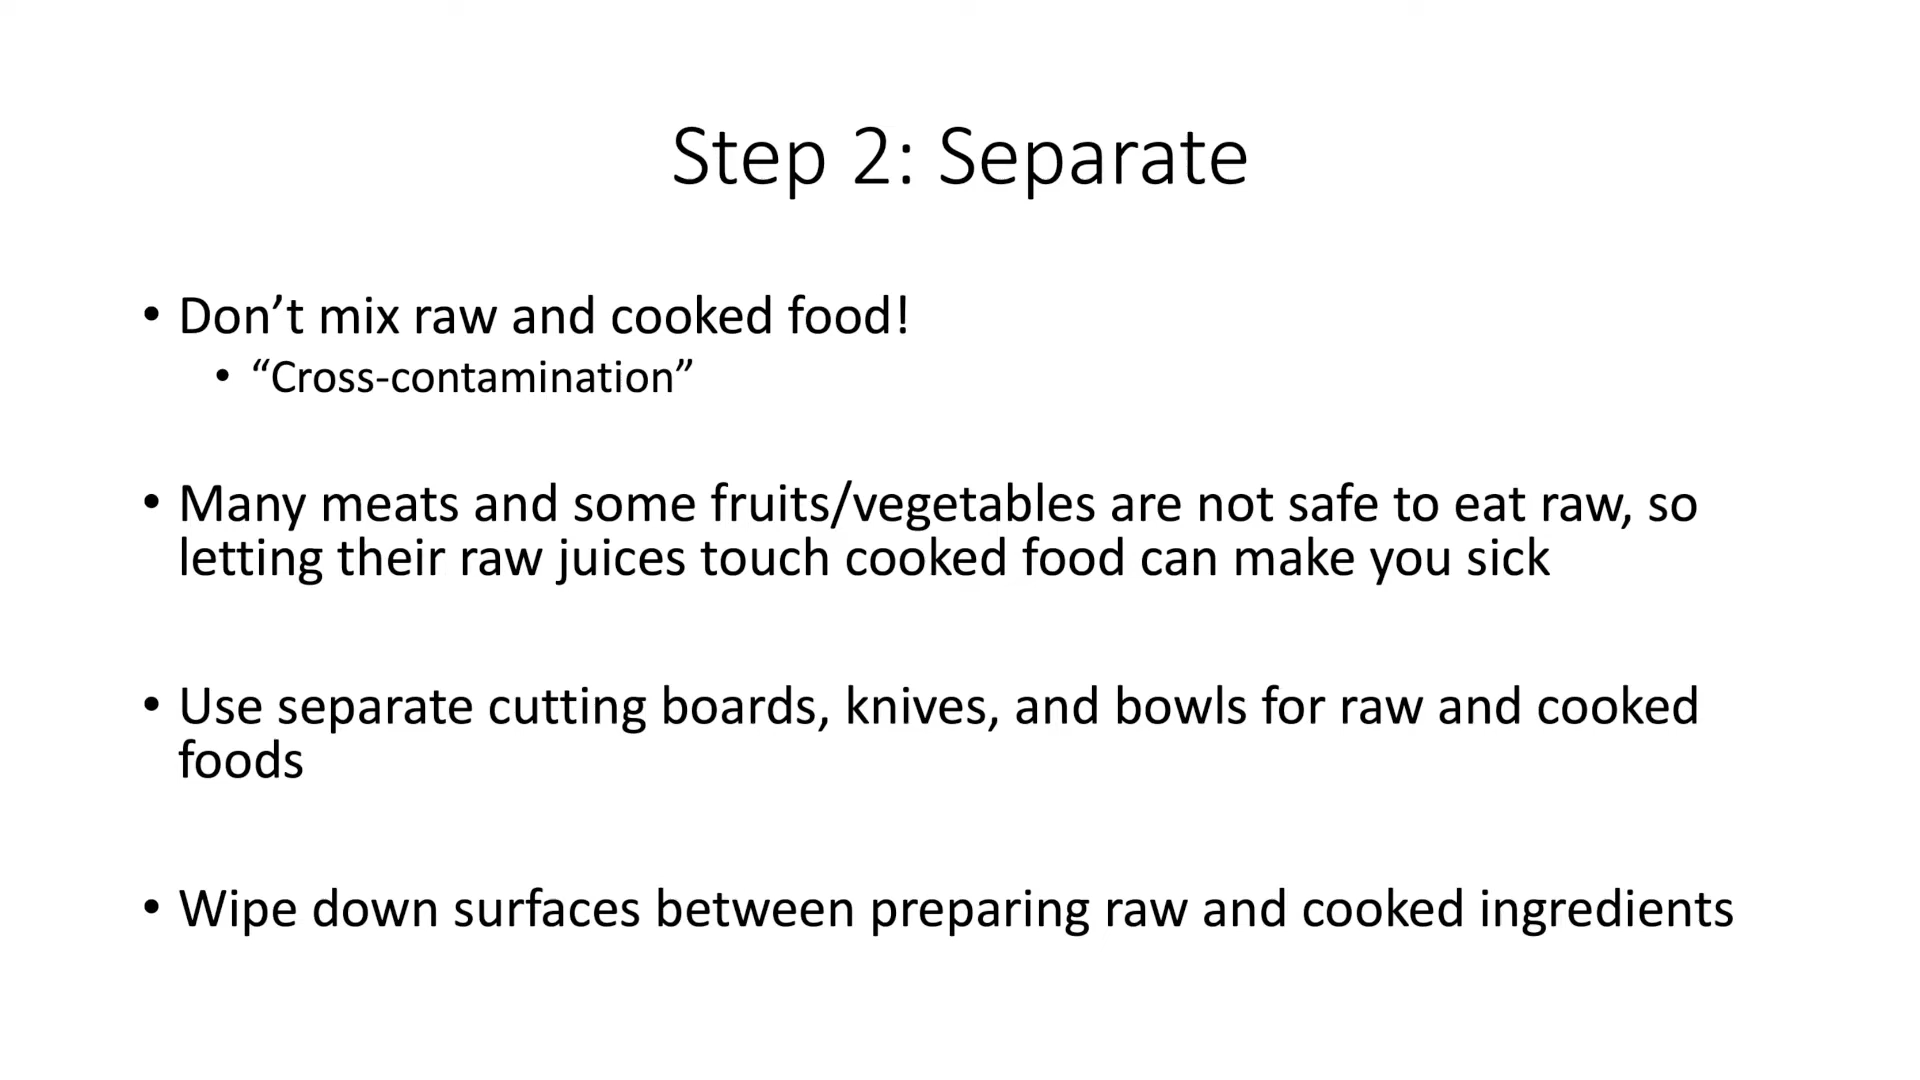 Step 2: Separate
• Don’t mix raw and cooked food!
• “Cross-contamination”
• Many meats and some fruits/vegetables are not safe to eat raw, so
letting their raw juices touch cooked food can make you sick
• Use separate cutting boards, knives, and bowls for raw and cooked
foods
• Wipe down surfaces between preparing raw and cooked ingredients